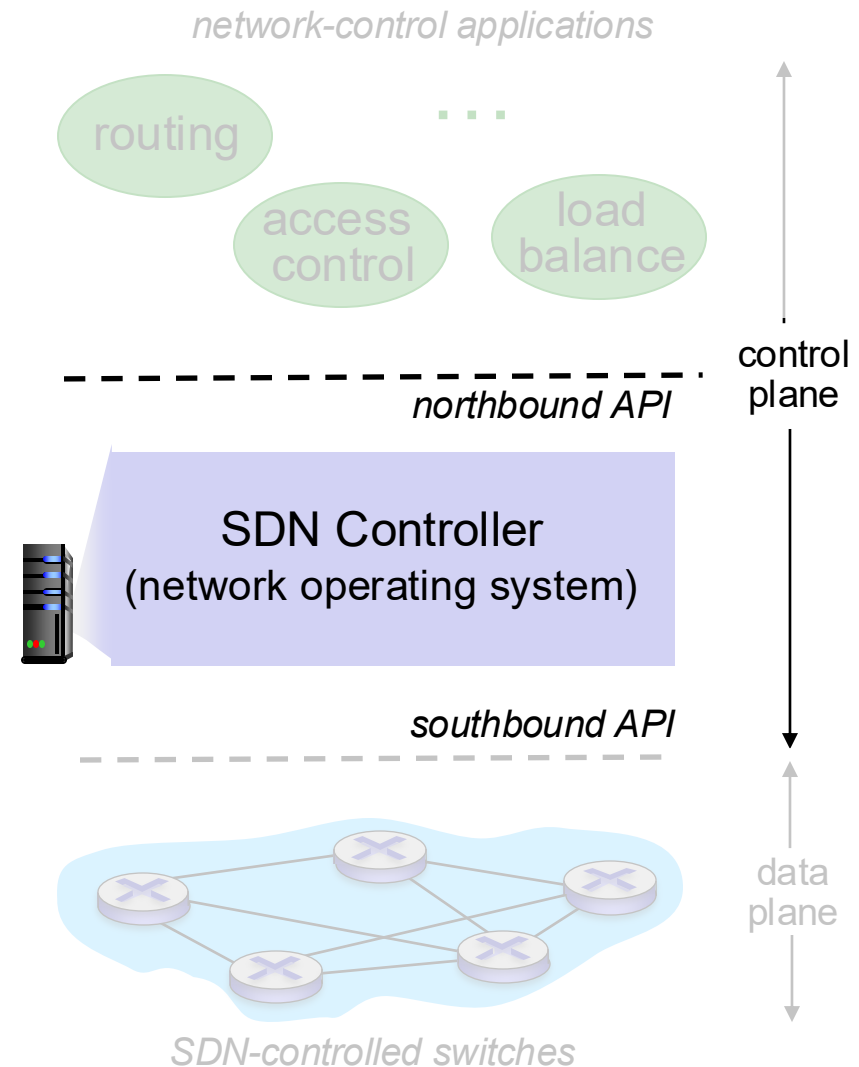 network-control applications
routing
...
access
control
load
balance
control
plane
northbound API
SDN Controller
(network operating system)
southbound API
data
plane
SDN-controlled switches